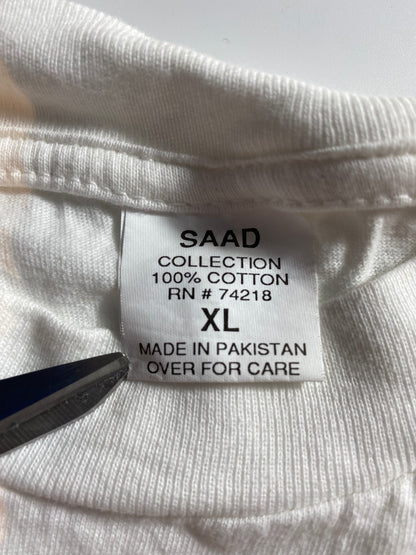 SAAD
COLLECTION
100% COTTON
RN # 74218
XL
MADE IN PAKISTAN
OVER FOR CARE